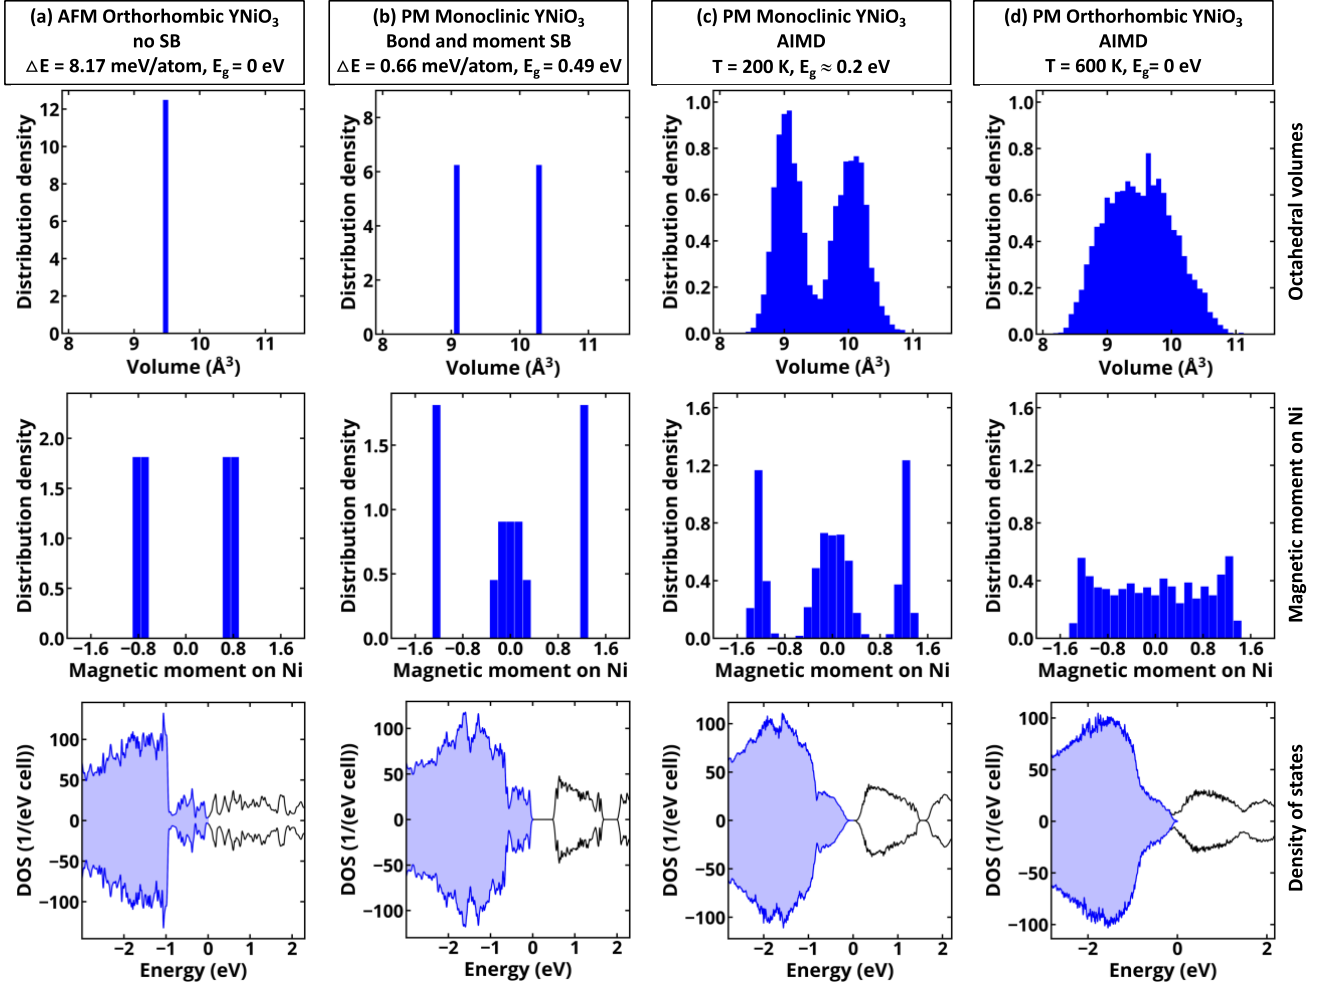 (a) AFM Orthorhombic YNiO₃
no SB
△E = 8.17 meV/atom, E_g = 0 eV
(b) PM Monoclinic YNiO₃
Bond and moment SB
△E = 0.66 meV/atom, E_g = 0.49 eV
(c) PM Monoclinic YNiO₃
AIMD
T = 200 K, E_g ≈ 0.2 eV
(d) PM Orthorhombic YNiO₃
AIMD
T = 600 K, E_g= 0 eV
Distribution density
12
10
8
6
4
2
0
8 9 10 11
Volume (Å³)
Distribution density
8
6
4
2
0
8 9 10 11
Volume (Å³)
Distribution density
1.0
0.8
0.6
0.4
0.2
0.0
8 9 10 11
Volume (Å³)
Distribution density
1.0
0.8
0.6
0.4
0.2
0.0
8 9 10 11
Volume (Å³)
Octahedral volumes
Distribution density
2.0
1.5
1.0
0.5
0.0
−1.6 −0.8 0.0 0.8 1.6
Magnetic moment on Ni
Distribution density
1.5
1.0
0.5
0.0
−1.6 −0.8 0.0 0.8 1.6
Magnetic moment on Ni
Distribution density
1.6
1.2
0.8
0.4
0.0
−1.6 −0.8 0.0 0.8 1.6
Magnetic moment on Ni
Distribution density
1.6
1.2
0.8
0.4
0.0
−1.6 −0.8 0.0 0.8 1.6
Magnetic moment on Ni
Magnetic moment on Ni
DOS (1/(eV cell))
100
50
0
−50
−100
−2 −1 0 1 2
Energy (eV)
DOS (1/(eV cell))
100
50
0
−50
−100
−2 −1 0 1 2
Energy (eV)
DOS (1/(eV cell))
100
50
0
−50
−100
−2 −1 0 1 2
Energy (eV)
DOS (1/(eV cell))
100
50
0
−50
−100
−2 0 2
Energy (eV)
Density of states